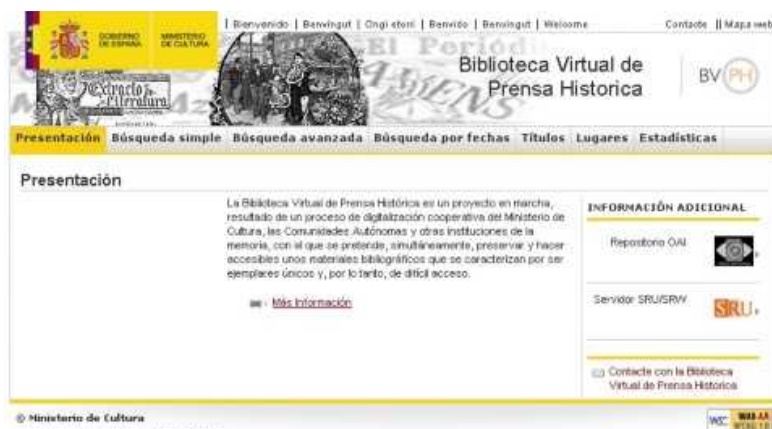 | Bienvenido | Benvingut | Ongi etorri | Benvido | Benvingut | Welcome
Contacte || Mapa web
GOBIERNO DE ESPAÑA
MINISTERIO DE CULTURA
El Periódi
Extracto de Literatura
Biblioteca Virtual de
Prensa Historica
BV PH
Presentación Búsqueda simple Búsqueda avanzada Búsqueda por fechas Títulos Lugares Estadísticas
Presentación
La Biblioteca Virtual de Prensa Histórica es un proyecto en marcha,
resultado de un proceso de digitalización cooperativa del Ministerio de
Cultura, las Comunidades Autónomas y otras instituciones de la
memoria, con el que se pretende, simultáneamente, preservar y hacer
accesibles unos materiales bibliográficos que se caracterizan por ser
ejemplares únicos y, por lo tanto, de difícil acceso.
Más Información
INFORMACIÓN ADICIONAL
Repositorio OAI
Servidor SRU/SRW
SRU
Contacte con la Biblioteca
Virtual de Prensa Historica
© Ministerio de Cultura
W3C WAI-AA
WCAG 1.0